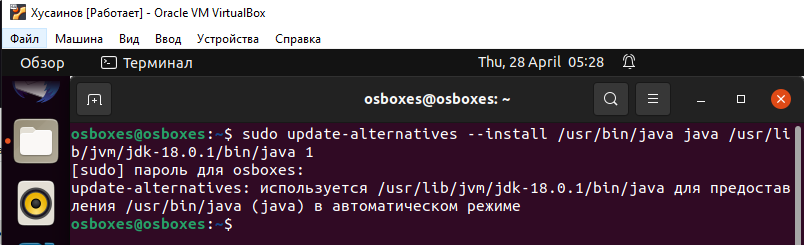 Хусаинов [Работает] - Oracle VM VirtualBox
Файл Машина Вид Ввод Устройства Справка
Обзор Терминал Thu, 28 April 05:28
osboxes@osboxes: ~
osboxes@osboxes:~$ sudo update-alternatives --install /usr/bin/java java /usr/li
b/jvm/jdk-18.0.1/bin/java 1
[sudo] пароль для osboxes:
update-alternatives: используется /usr/lib/jvm/jdk-18.0.1/bin/java для предостав
ления /usr/bin/java (java) в автоматическом режиме
osboxes@osboxes:~$